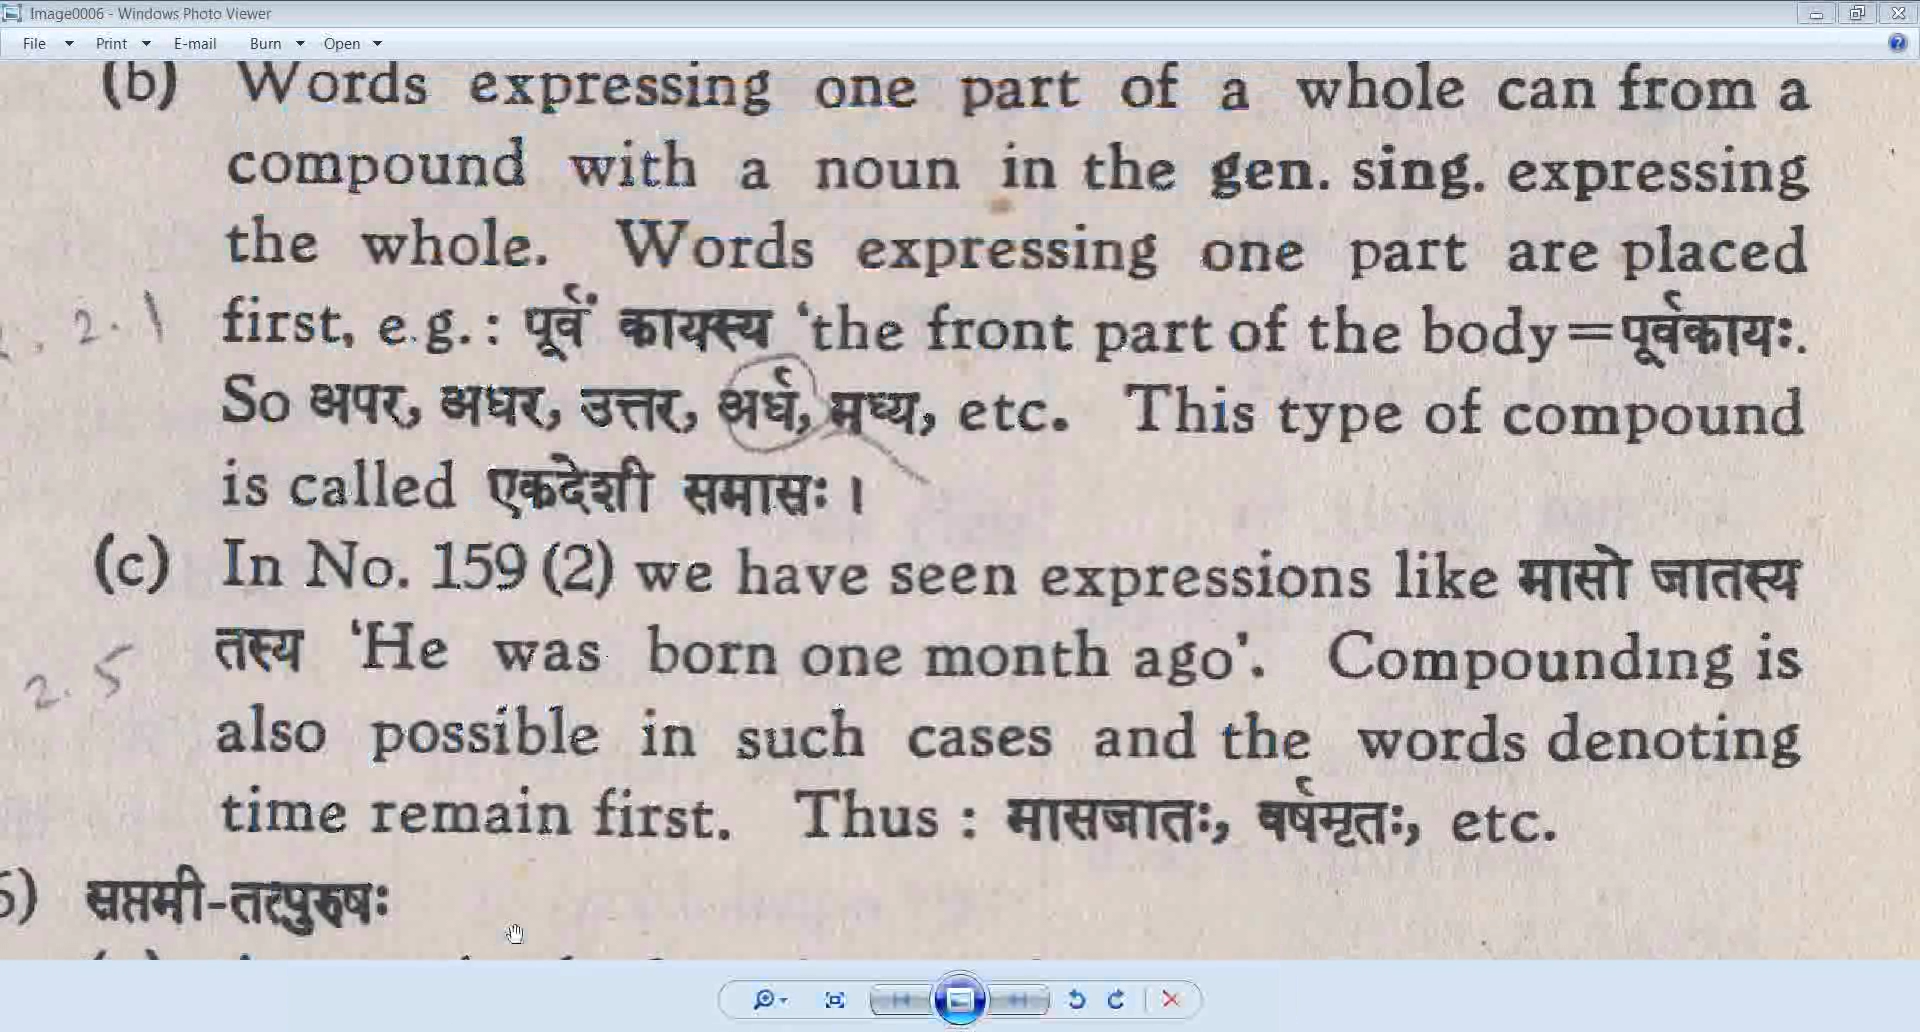 Image0006 - Windows Photo Viewer
File Print E-mail Burn Open
(b) Words expressing one part of a whole can from a
compound with a noun in the gen. sing. expressing
the whole. Words expressing one part are placed
2.1 first, e.g. : पूर्वं कायस्य 'the front part of the body=पूर्वकायः.
So अपर, अधर, उत्तर, अर्ध, मध्य, etc. This type of compound
is called एकदेशी समासः।
(c) In No. 159 (2) we have seen expressions like मासो जातस्य
तस्य 'He was born one month ago'. Compounding is
2.5
also possible in such cases and the words denoting
time remain first. Thus : मासजातः, वर्षमृतः, etc.
5) सप्तमी-तत्पुरुषः